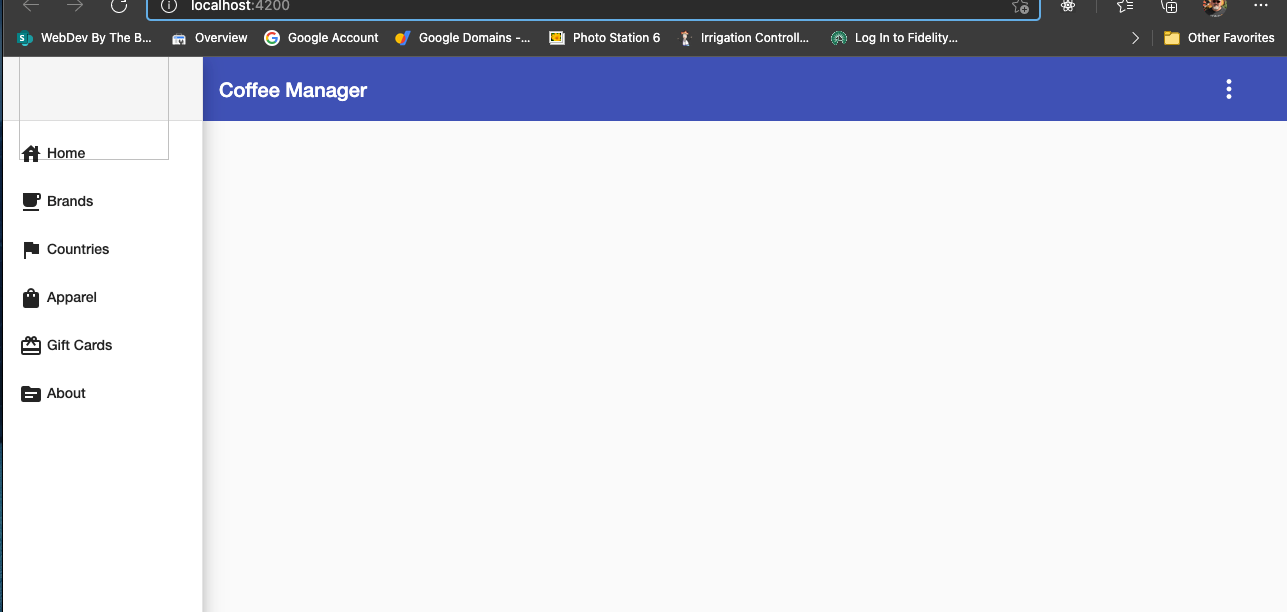 localhost:4200
WebDev By The B... Overview Google Account Google Domains -... Photo Station 6 Irrigation Controll... Log In to Fidelity... Other Favorites
Coffee Manager
Home
Brands
Countries
Apparel
Gift Cards
About